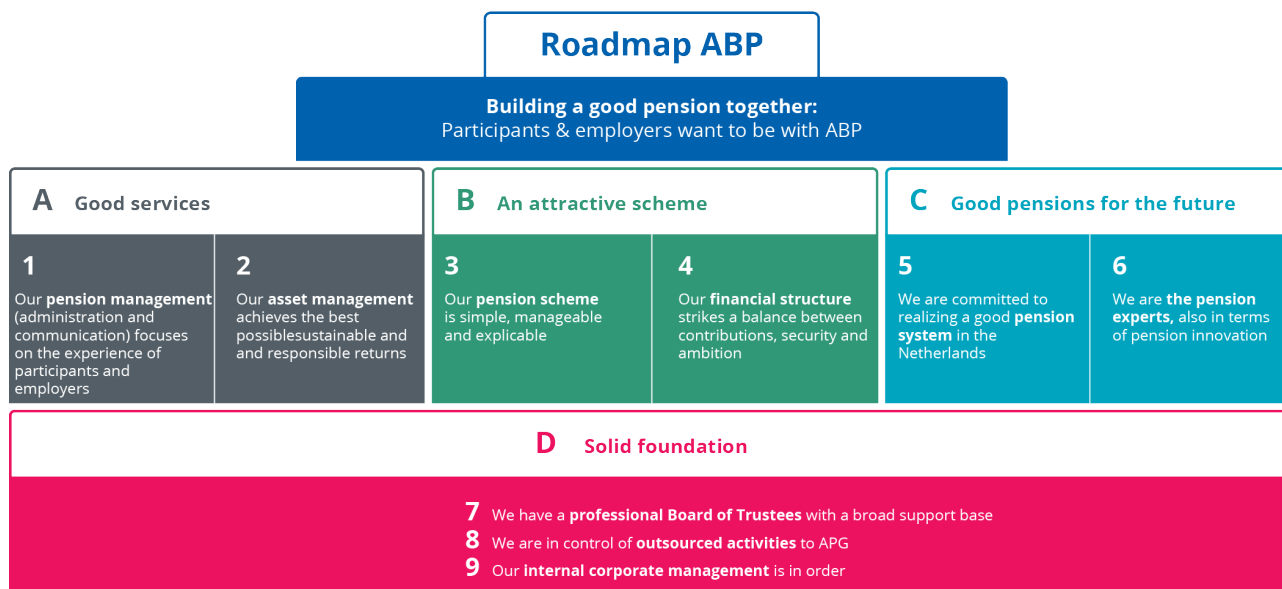 Roadmap ABP
Building a good pension together:
Participants & employers want to be with ABP
A Good services
1
Our pension management
(administration and
communication) focuses
on the experience of
participants and
employers
2
Our asset management
achieves the best
possiblesustainable and
and responsible returns
B An attractive scheme
3
Our pension scheme
is simple, manageable
and explicable
4
Our financial structure
strikes a balance between
contributions, security and
ambition
C Good pensions for the future
5
We are committed to
realizing a good pension
system in the
Netherlands
6
We are the pension
experts, also in terms
of pension innovation
D Solid foundation
7 We have a professional Board of Trustees with a broad support base
8 We are in control of outsourced activities to APG
9 Our internal corporate management is in order